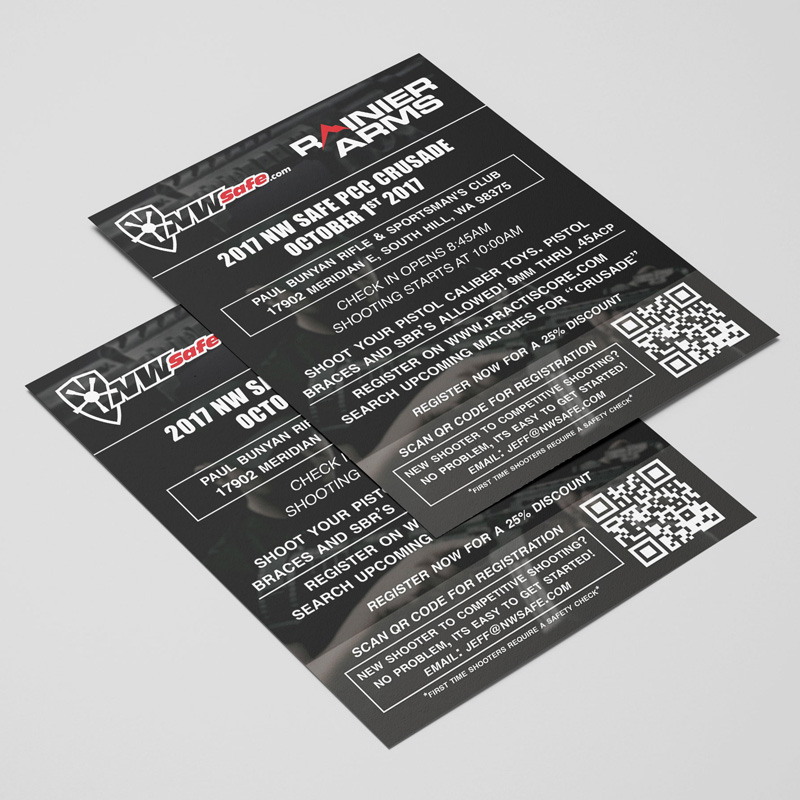 NWSafe.com
RAINIER
ARMS
2017 NW SAFE PCC CRUSADE
OCTOBER 1ST 2017
PAUL BUNYAN RIFLE & SPORTSMAN'S CLUB
17902 MERIDIAN E, SOUTH HILL, WA 98375
CHECK IN OPENS 8:45AM
SHOOTING STARTS AT 10:00AM
SHOOT YOUR PISTOL CALIBER TOYS. PISTOL
BRACES AND SBR'S ALLOWED! 9MM THRU .45ACP
REGISTER ON WWW.PRACTISCORE.COM
SEARCH UPCOMING MATCHES FOR "CRUSADE"
REGISTER NOW FOR A 25% DISCOUNT
SCAN QR CODE FOR REGISTRATION
NEW SHOOTER TO COMPETITIVE SHOOTING?
NO PROBLEM, ITS EASY TO GET STARTED!
EMAIL: JEFF@NWSAFE.COM
*FIRST TIME SHOOTERS REQUIRE A SAFETY CHECK*
NWSafe
2017 NW SA
OCTO
PAUL BUNYAN RIF
17902 MERIDIAN
CHECK
SHOOTING
SHOOT YOUR PIST
BRACES AND SBR'S
REGISTER ON W
SEARCH UPCOMING
REGISTER NOW FOR A 25% DISCOUNT
SCAN QR CODE FOR REGISTRATION
NEW SHOOTER TO COMPETITIVE SHOOTING?
NO PROBLEM, ITS EASY TO GET STARTED!
EMAIL: JEFF@NWSAFE.COM
*FIRST TIME SHOOTERS REQUIRE A SAFETY CHECK*